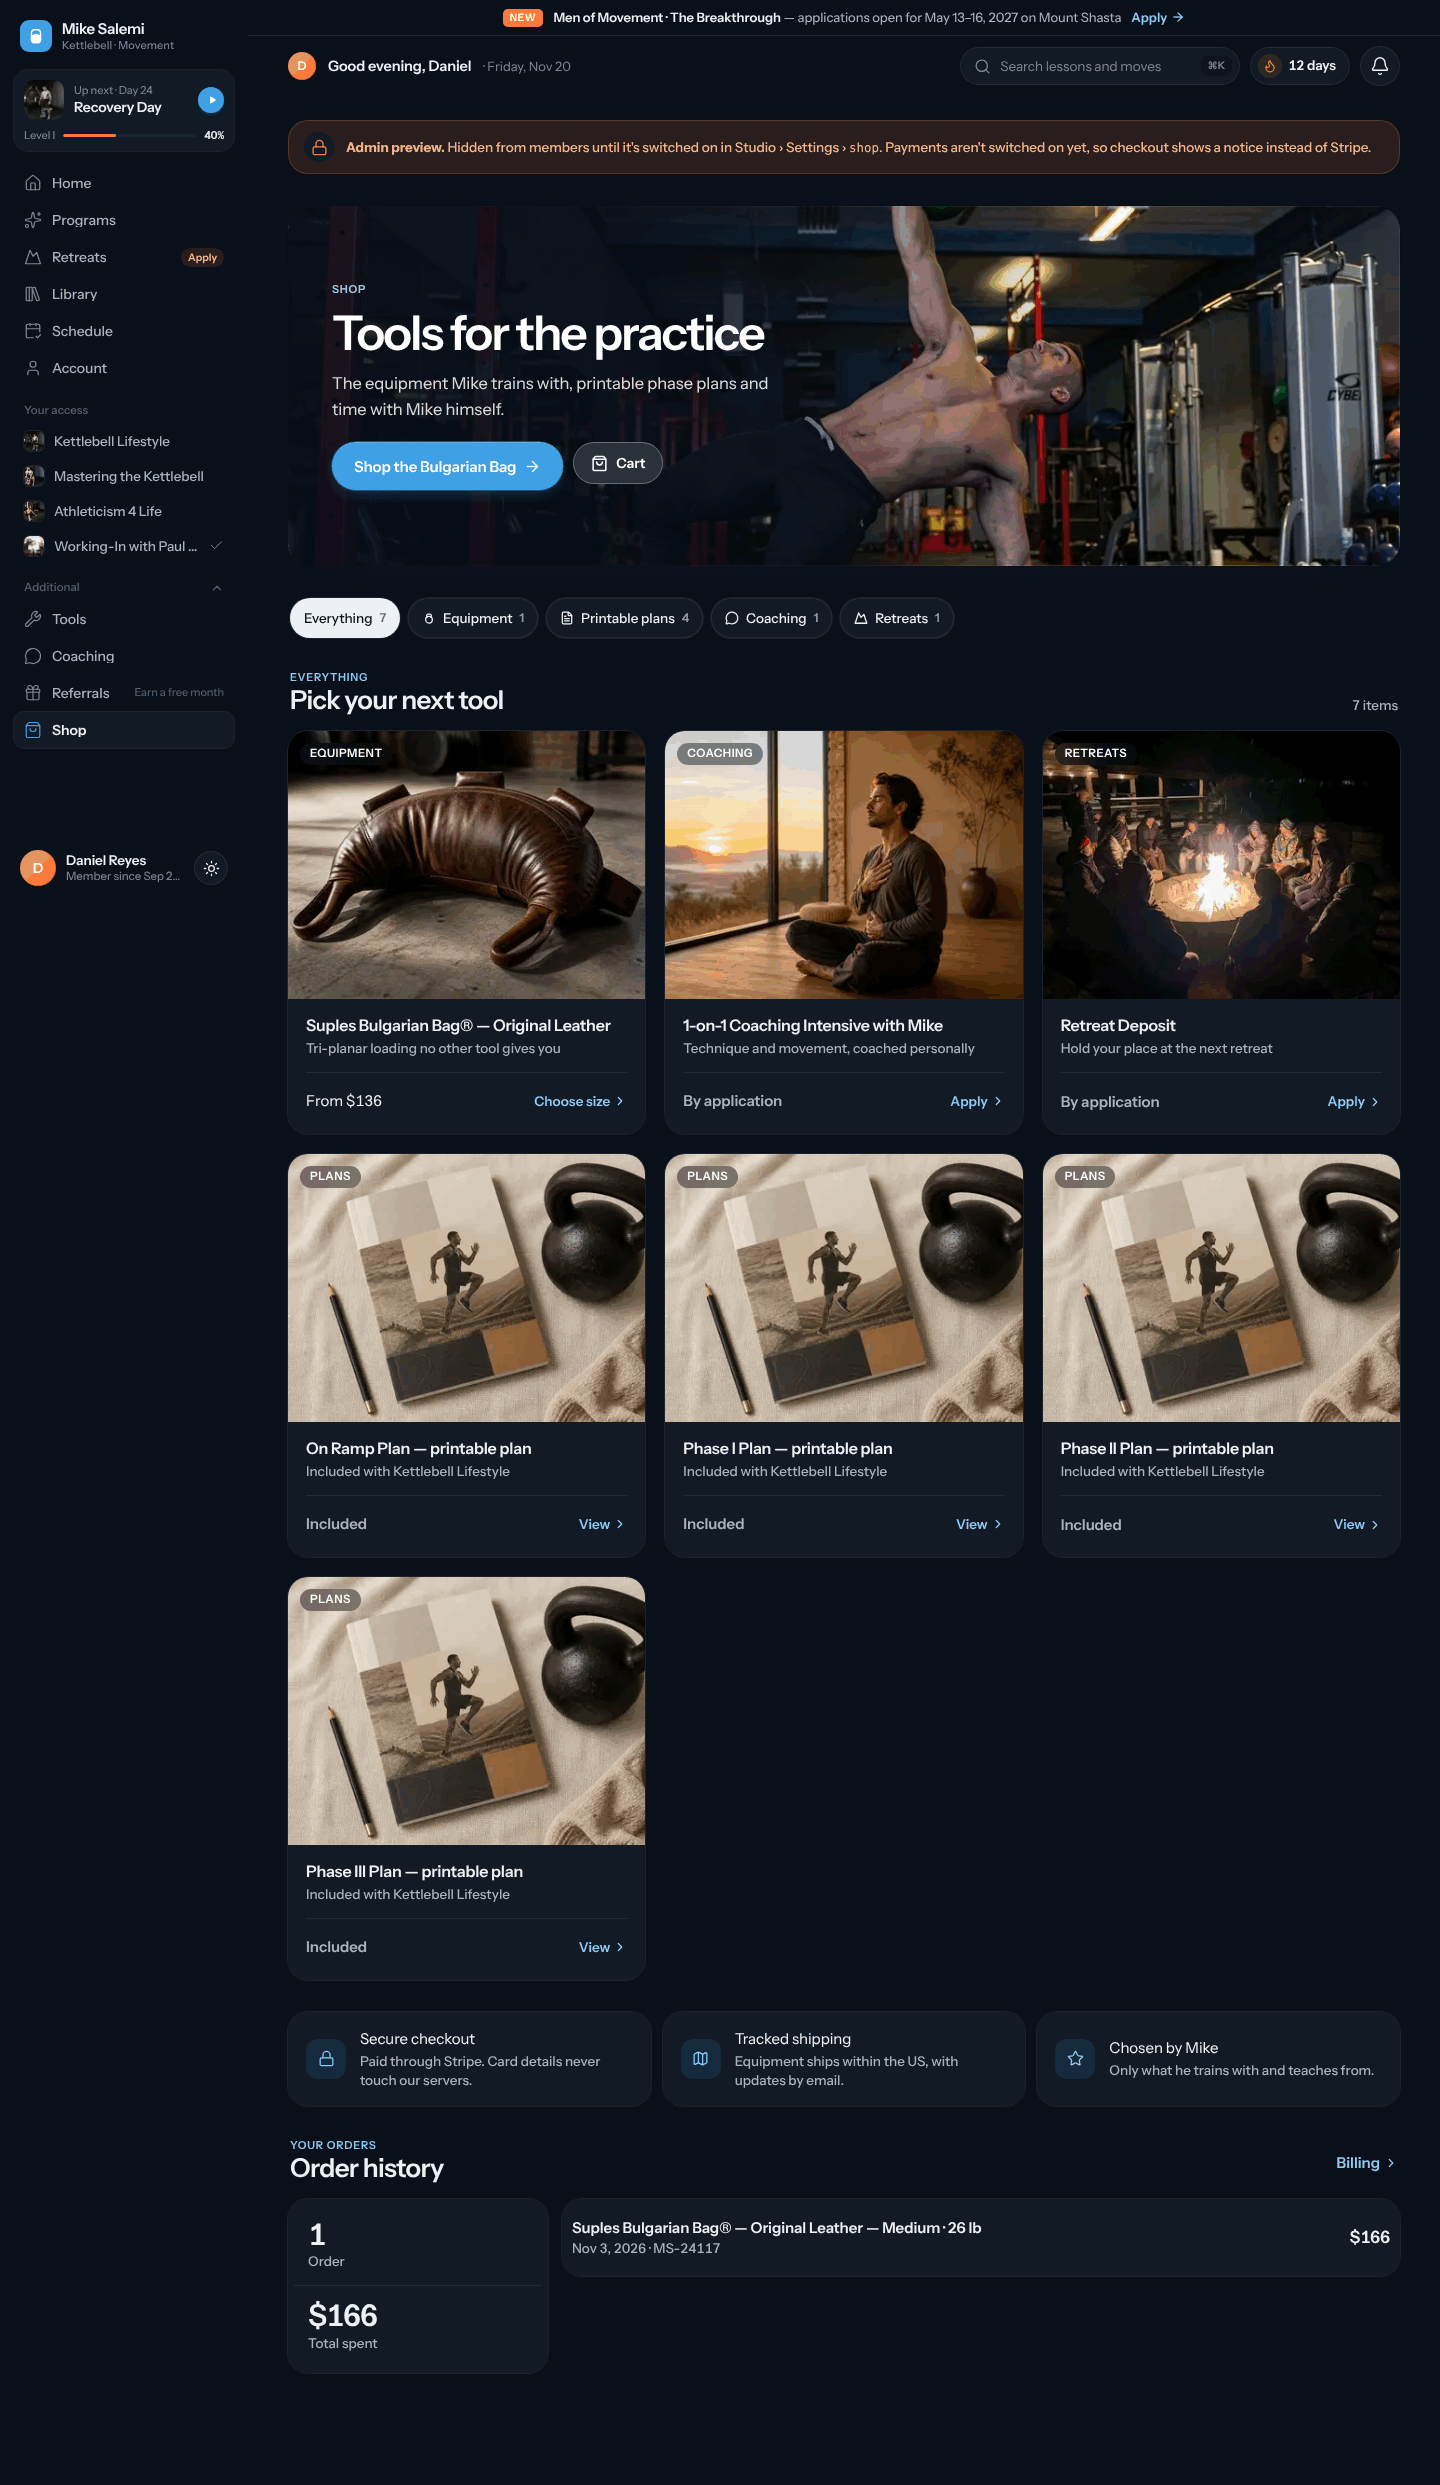 Mike Salemi
Kettlebell · Movement
Up next · Day 24
Recovery Day
Level I
40%
Home
Programs
Retreats
Apply
Library
Schedule
Account
Your access
Kettlebell Lifestyle
Mastering the Kettlebell
Athleticism 4 Life
Working-In with Paul ...
Additional
Tools
Coaching
Referrals
Earn a free month
Shop
D
Daniel Reyes
Member since Sep 2...
NEW Men of Movement · The Breakthrough — applications open for May 13–16, 2027 on Mount Shasta Apply →
D
Good evening, Daniel · Friday, Nov 20
Search lessons and moves ⌘K
12 days
Admin preview. Hidden from members until it's switched on in Studio › Settings › shop. Payments aren't switched on yet, so checkout shows a notice instead of Stripe.
SHOP
Tools for the practice
The equipment Mike trains with, printable phase plans and
time with Mike himself.
Shop the Bulgarian Bag →
Cart
CYBEX
Everything 7
Equipment 1
Printable plans 4
Coaching 1
Retreats 1
EVERYTHING
Pick your next tool
7 items
EQUIPMENT
Suples Bulgarian Bag® — Original Leather
Tri-planar loading no other tool gives you
From $136
Choose size ›
COACHING
1-on-1 Coaching Intensive with Mike
Technique and movement, coached personally
By application
Apply ›
RETREATS
Retreat Deposit
Hold your place at the next retreat
By application
Apply ›
PLANS
On Ramp Plan — printable plan
Included with Kettlebell Lifestyle
Included
View ›
PLANS
Phase I Plan — printable plan
Included with Kettlebell Lifestyle
Included
View ›
PLANS
Phase II Plan — printable plan
Included with Kettlebell Lifestyle
Included
View ›
PLANS
Phase III Plan — printable plan
Included with Kettlebell Lifestyle
Included
View ›
Secure checkout
Paid through Stripe. Card details never
touch our servers.
Tracked shipping
Equipment ships within the US, with
updates by email.
Chosen by Mike
Only what he trains with and teaches from.
YOUR ORDERS
Order history
Billing ›
1
Order
$166
Total spent
Suples Bulgarian Bag® — Original Leather — Medium · 26 lb
Nov 3, 2026 · MS-24117
$166